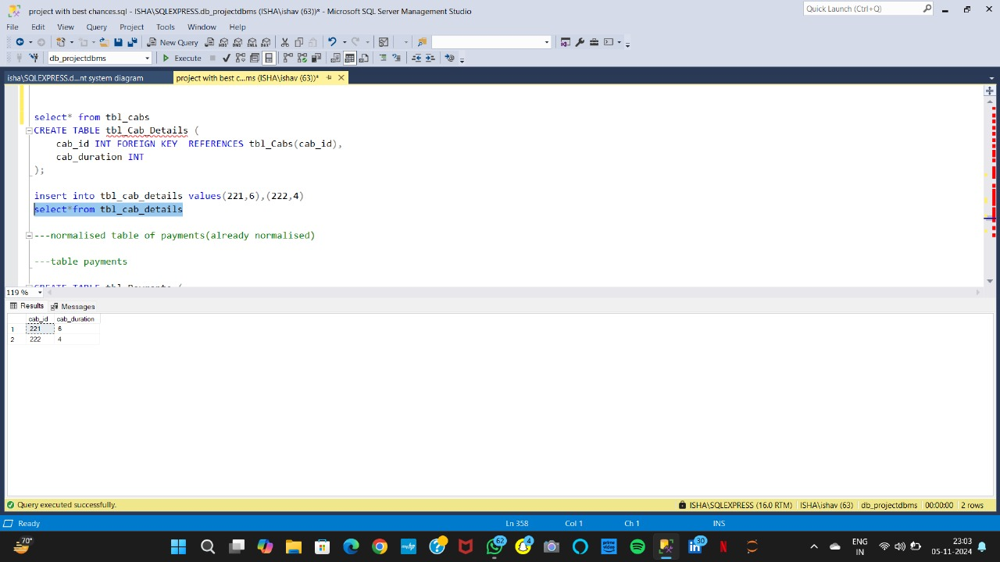 project with best chances.sql - ISHA\SQLEXPRESS.db_projectdbms (ISHA\ishav (63))* - Microsoft SQL Server Management Studio
Quick Launch (Ctrl+Q)
File Edit View Query Project Tools Window Help
New Query
db_projectdbms Execute
isha\SQLEXPRESS.d...nt system diagram
project with best c...ms (ISHA\ishav (63))*
select* from tbl_cabs
CREATE TABLE tbl_Cab_Details (
cab_id INT FOREIGN KEY  REFERENCES tbl_Cabs(cab_id),
cab_duration INT
);
insert into tbl_cab_details values(221,6),(222,4)
select*from tbl_cab_details
---normalised table of payments(already normalised)
---table payments
CREATE TABLE tbl_Payments (
119 %
Results Messages
cab_id cab_duration
1 221 6
2 222 4
Query executed successfully.
ISHA\SQLEXPRESS (16.0 RTM) ISHA\ishav (63) db_projectdbms 00:00:00 2 rows
Ready Ln 358 Col 1 Ch 1 INS
70°
62
4
30
ENG
IN
23:03
05-11-2024